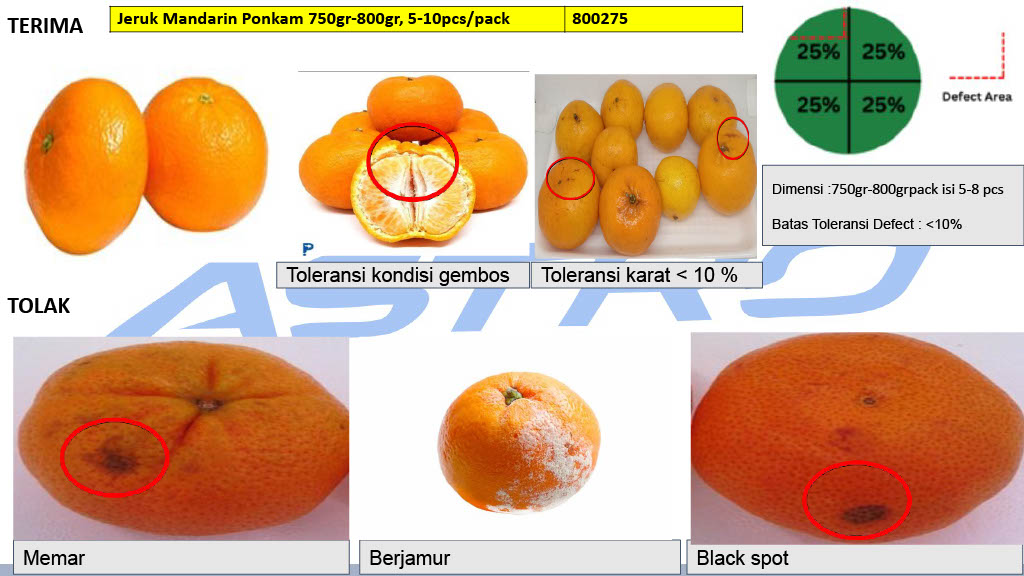 TERIMA
Jeruk Mandarin Ponkam 750gr-800gr, 5-10pcs/pack
800275
25% 25%
25% 25%
Defect Area
Dimensi :750gr-800grpack isi 5-8 pcs
Batas Toleransi Defect : <10%
P
Toleransi kondisi gembos
Toleransi karat < 10 %
ASTRO
TOLAK
Memar
Berjamur
Black spot